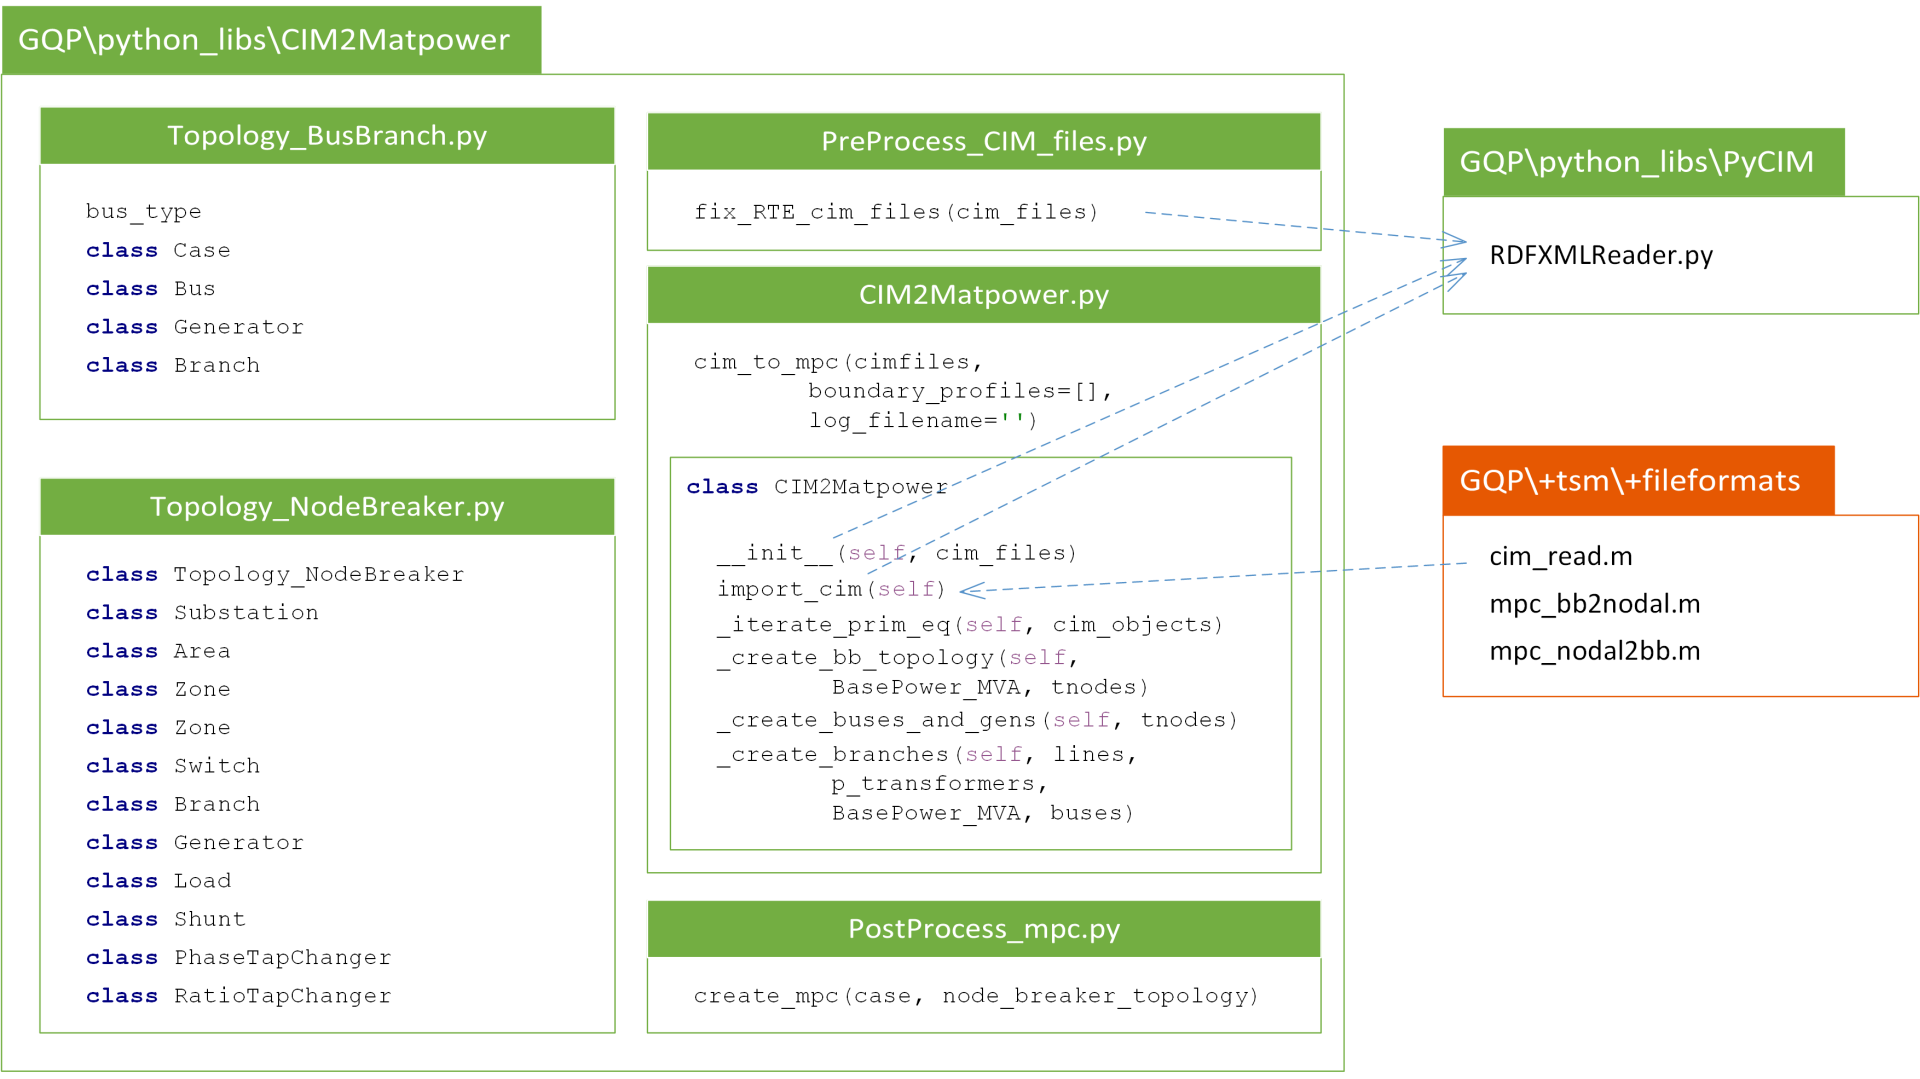 GQP\python_libs\CIM2Matpower
Topology_BusBranch.py
bus_type
class Case
class Bus
class Generator
class Branch
Topology_NodeBreaker.py
class Topology_NodeBreaker
class Substation
class Area
class Zone
class Zone
class Switch
class Branch
class Generator
class Load
class Shunt
class PhaseTapChanger
class RatioTapChanger
PreProcess_CIM_files.py
fix_RTE_cim_files(cim_files)
CIM2Matpower.py
cim_to_mpc(cimfiles,
boundary_profiles=[],
log_filename='')
class CIM2Matpower
__init__(self, cim_files)
import_cim(self)
_iterate_prim_eq(self, cim_objects)
_create_bb_topology(self,
BasePower_MVA, tnodes)
_create_buses_and_gens(self, tnodes)
_create_branches(self, lines,
p_transformers,
BasePower_MVA, buses)
PostProcess_mpc.py
create_mpc(case, node_breaker_topology)
GQP\python_libs\PyCIM
RDFXMLReader.py
GQP\+tsm\+fileformats
cim_read.m
mpc_bb2nodal.m
mpc_nodal2bb.m